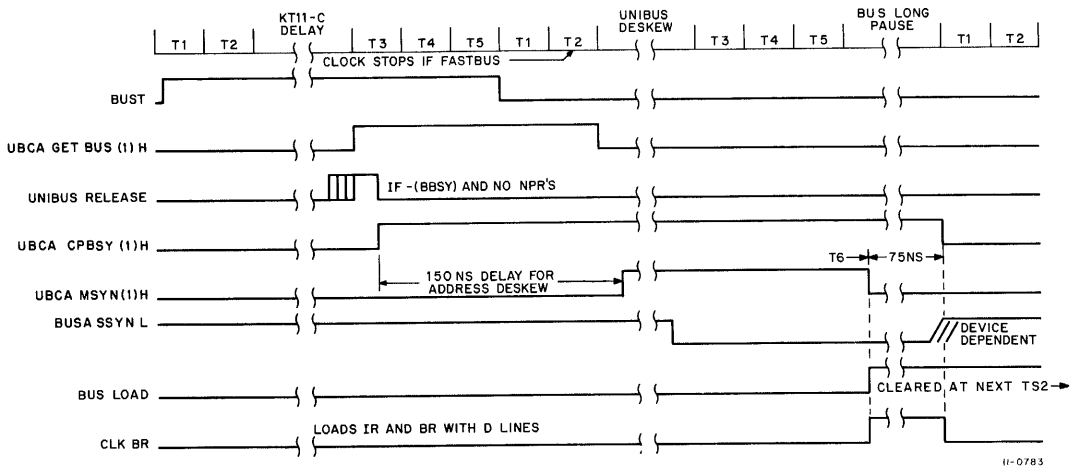 KT11-C
DELAY
UNIBUS
DESKEW
BUS LONG
PAUSE
T1 T2 T3 T4 T5 T1 T2 T3 T4 T5 T1 T2
CLOCK STOPS IF FASTBUS
BUST
UBCA GET BUS (1) H
UNIBUS RELEASE
IF -(BBSY) AND NO NPR'S
UBCA CPBSY (1) H
T6 75NS
150 NS DELAY FOR
ADDRESS DESKEW
UBCA MSYN (1) H
BUSA SSYN L
DEVICE
DEPENDENT
BUS LOAD
CLEARED AT NEXT TS2
CLK BR
LOADS IR AND BR WITH D LINES
11-0783